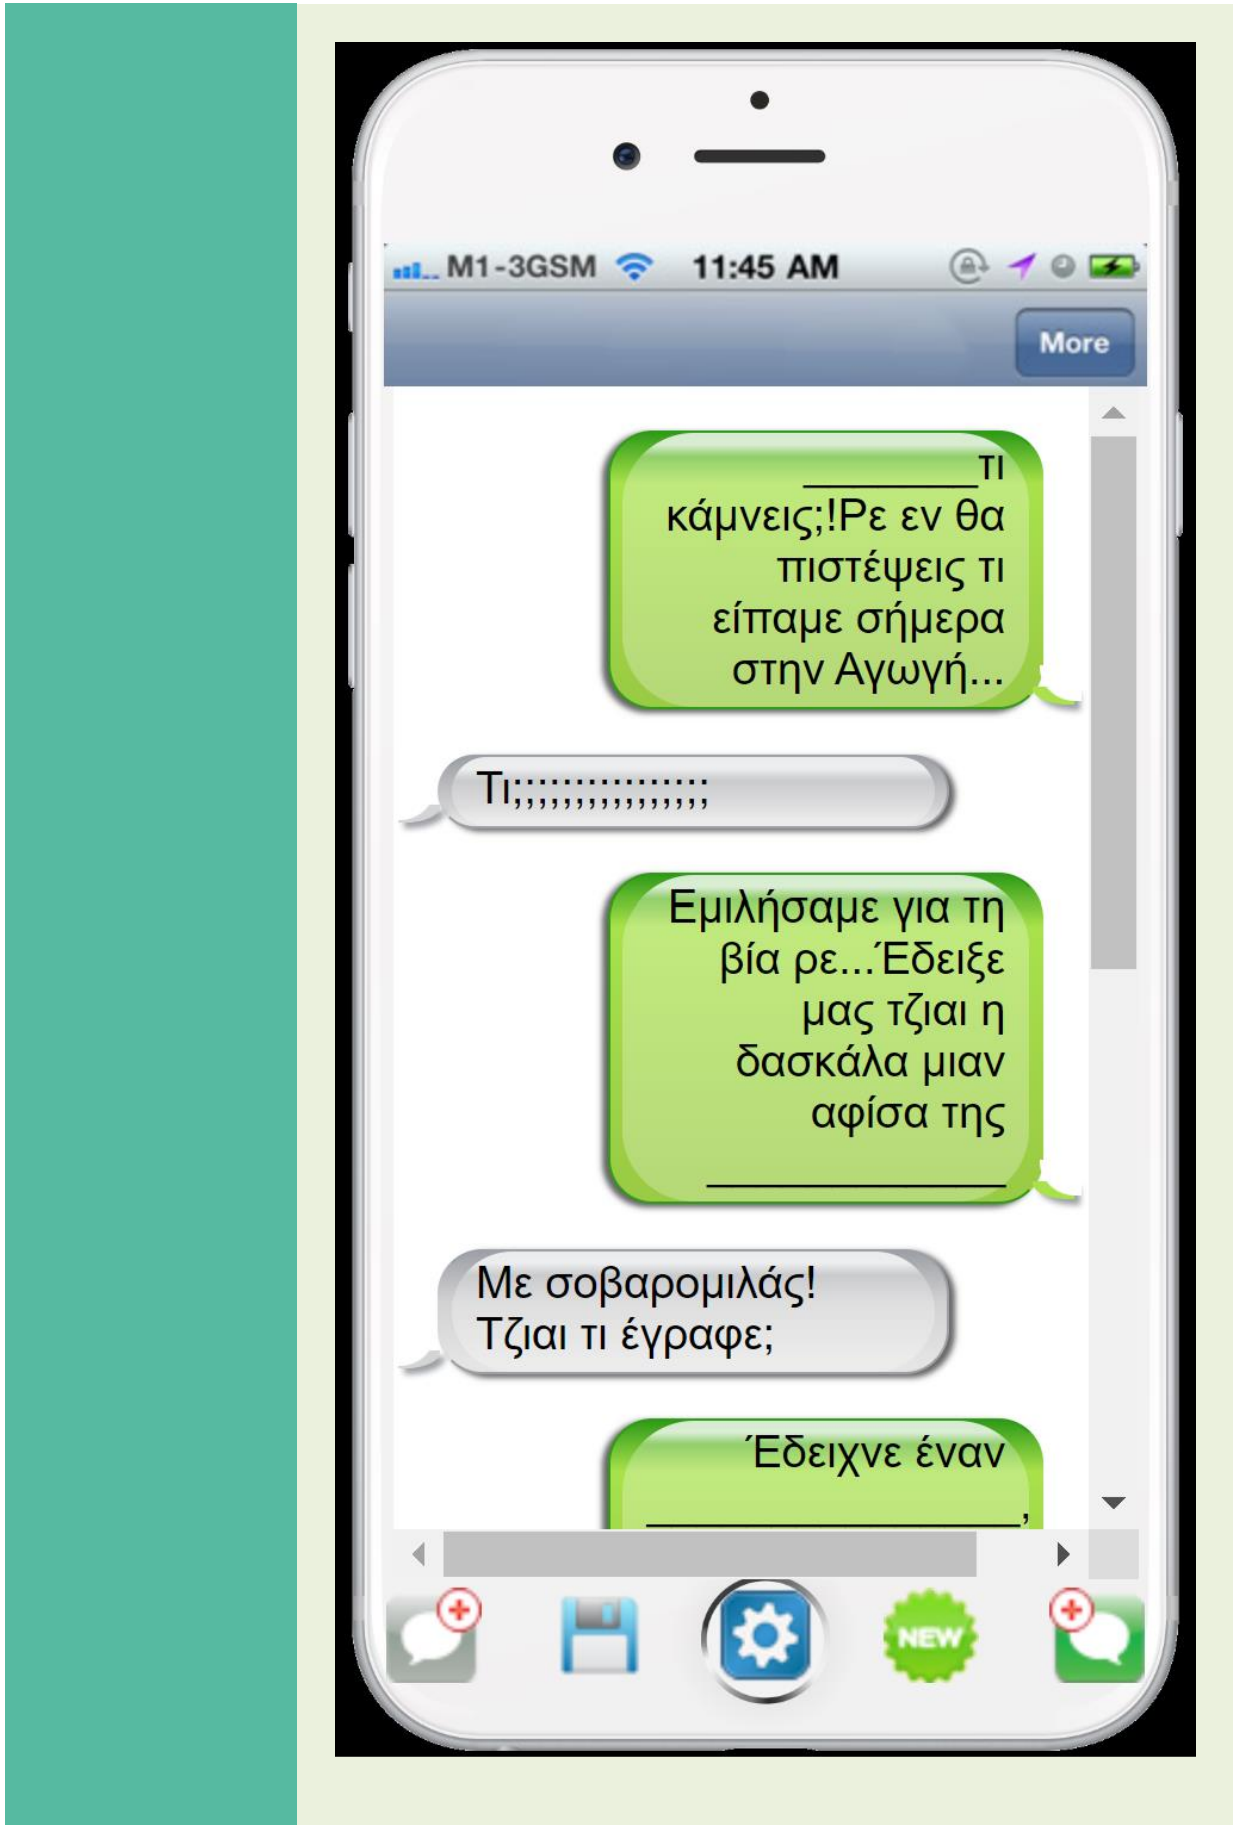 M1-3GSM 11:45 AM
More
_______τι
κάμνεις;!Ρε εν θα
πιστέψεις τι
είπαμε σήμερα
στην Αγωγή...
Τι;;;;;;;;;;;;;;;;
Εμιλήσαμε για τη
βία ρε...Έδειξε
μας τζιαι η
δασκάλα μιαν
αφίσα της
____________
Με σοβαρομιλάς!
Τζιαι τι έγραφε;
Έδειχνε έναν
_______________,
NEW